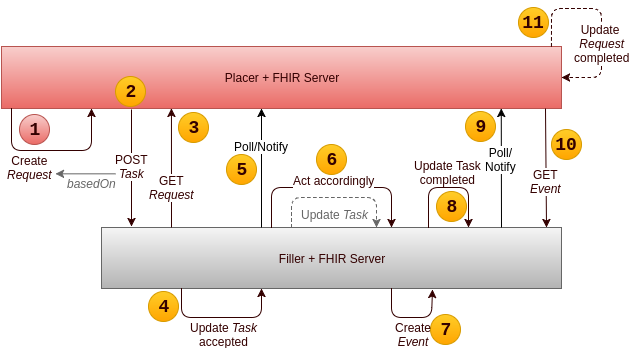 11
Update
Request
completed
Placer + FHIR Server
1
2
3
Create
Request
basedOn
POST
Task
GET
Request
Poll/Notify
5
6
Act accordingly
Update Task
Update Task
completed
8
9
Poll/
Notify
10
GET
Event
Filler + FHIR Server
4
Update Task
accepted
Create
Event
7